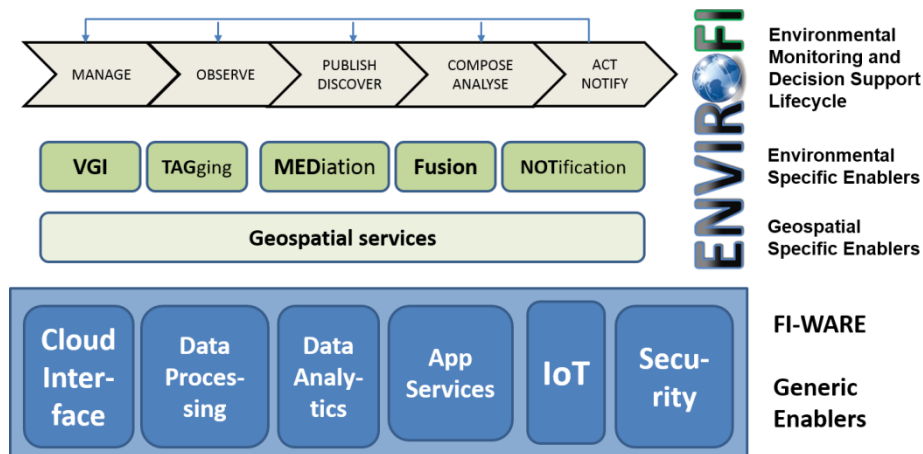 MANAGE
OBSERVE
PUBLISH
DISCOVER
COMPOSE
ANALYSE
ACT
NOTIFY
ENVIROFI
Environmental
Monitoring and
Decision Support
Lifecycle
VGI
TAGging
MEDiation
Fusion
NOTification
Environmental
Specific Enablers
Geospatial services
Geospatial
Specific Enablers
Cloud
Inter-
face
Data
Proces-
sing
Data
Analy-
tics
App
Services
IoT
Secu-
rity
FI-WARE
Generic
Enablers